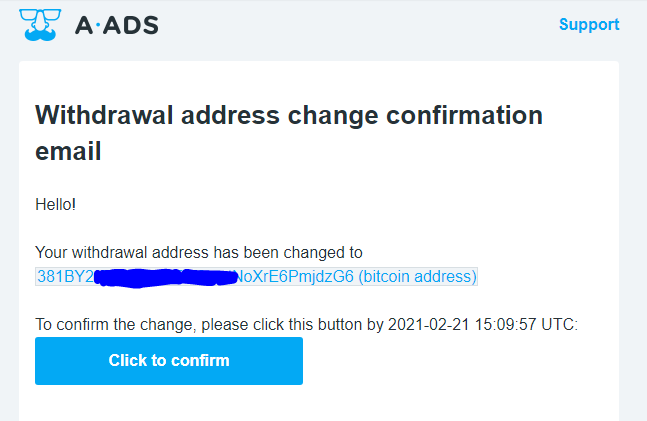 A·ADS
Support
Withdrawal address change confirmation
email
Hello!
Your withdrawal address has been changed to
381BY2 NoXrE6PmjdzG6 (bitcoin address)
To confirm the change, please click this button by 2021-02-21 15:09:57 UTC:
Click to confirm